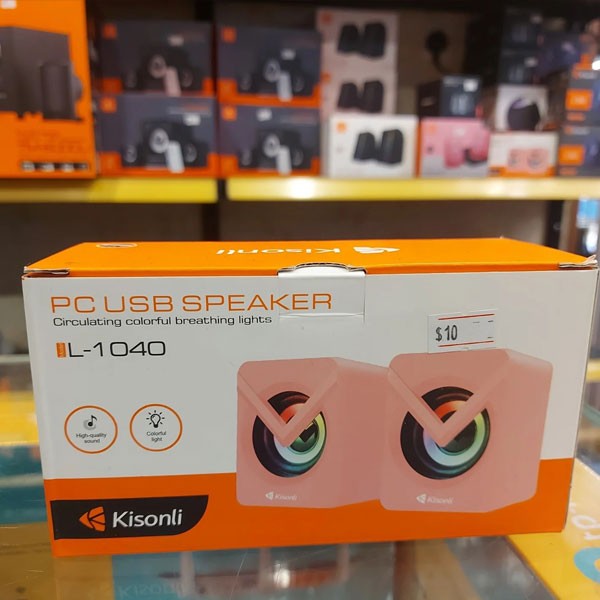 Kisonli
PC USB SPEAKER
Circulating colorful breathing lights
L-1040
$10
High-quality
sound
Colorful
light
Kisonli
Kisonli
Kisonli